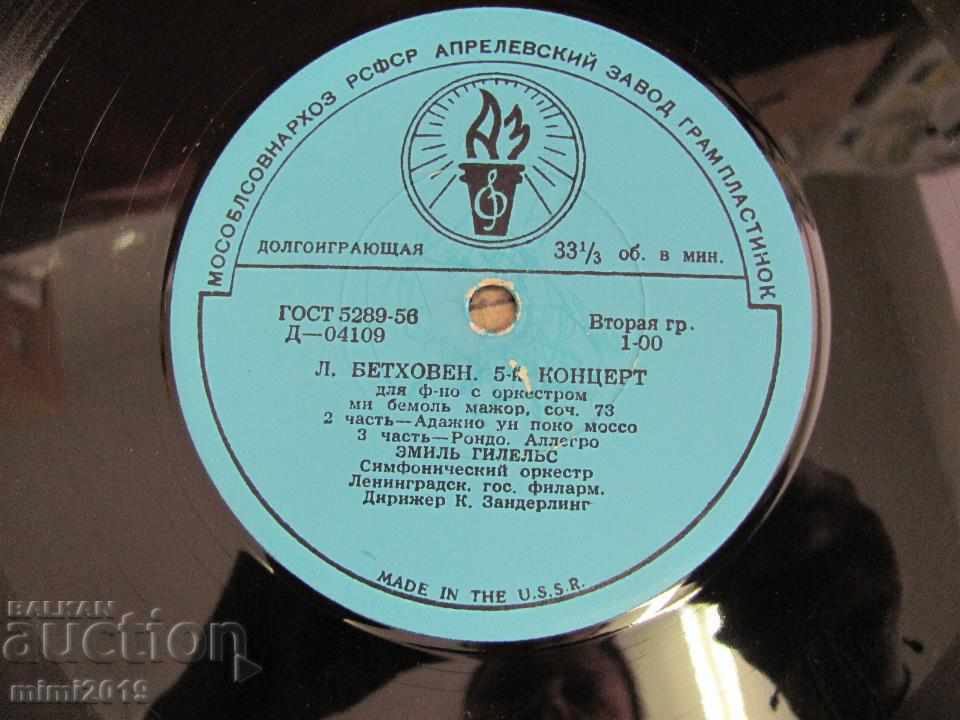 МОСОБЛСОВНАРХОЗ РСФСР АПРЕЛЕВСКИЙ ЗАВОД ГРАМПЛАСТИНОК
АЗ
ДОЛГОИГРАЮЩАЯ 33⅓ об. в мин.
ГОСТ 5289-56 Вторая гр.
Д—04109 1-00
Л. БЕТХОВЕН. 5-й КОНЦЕРТ
для ф-но с оркестром
ми бемоль мажор, соч. 73
2 часть—Адажио ун поко моссо
3 часть—Рондо. Аллегро
ЭМИЛЬ ГИЛЕЛЬС
Симфонический оркестр
Ленинградск. гос. филарм.
Дирижер К. Зандерлинг
MADE IN THE U.S.S.R.
BALKAN
auction
mimi2019